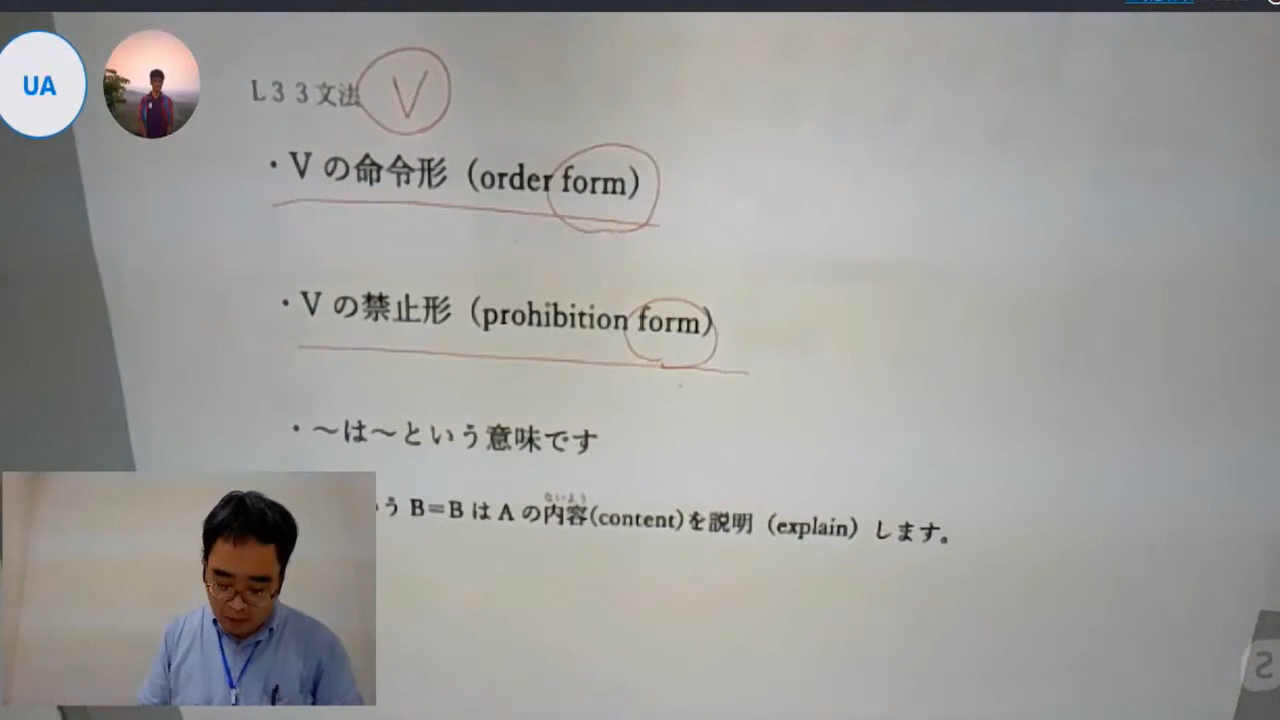 UA
L33文法 V
・Vの命令形（order form）
・Vの禁止形（prohibition form）
・～は～という意味です
ないよう
う B＝B は A の内容(content)を説明（explain）します。
S